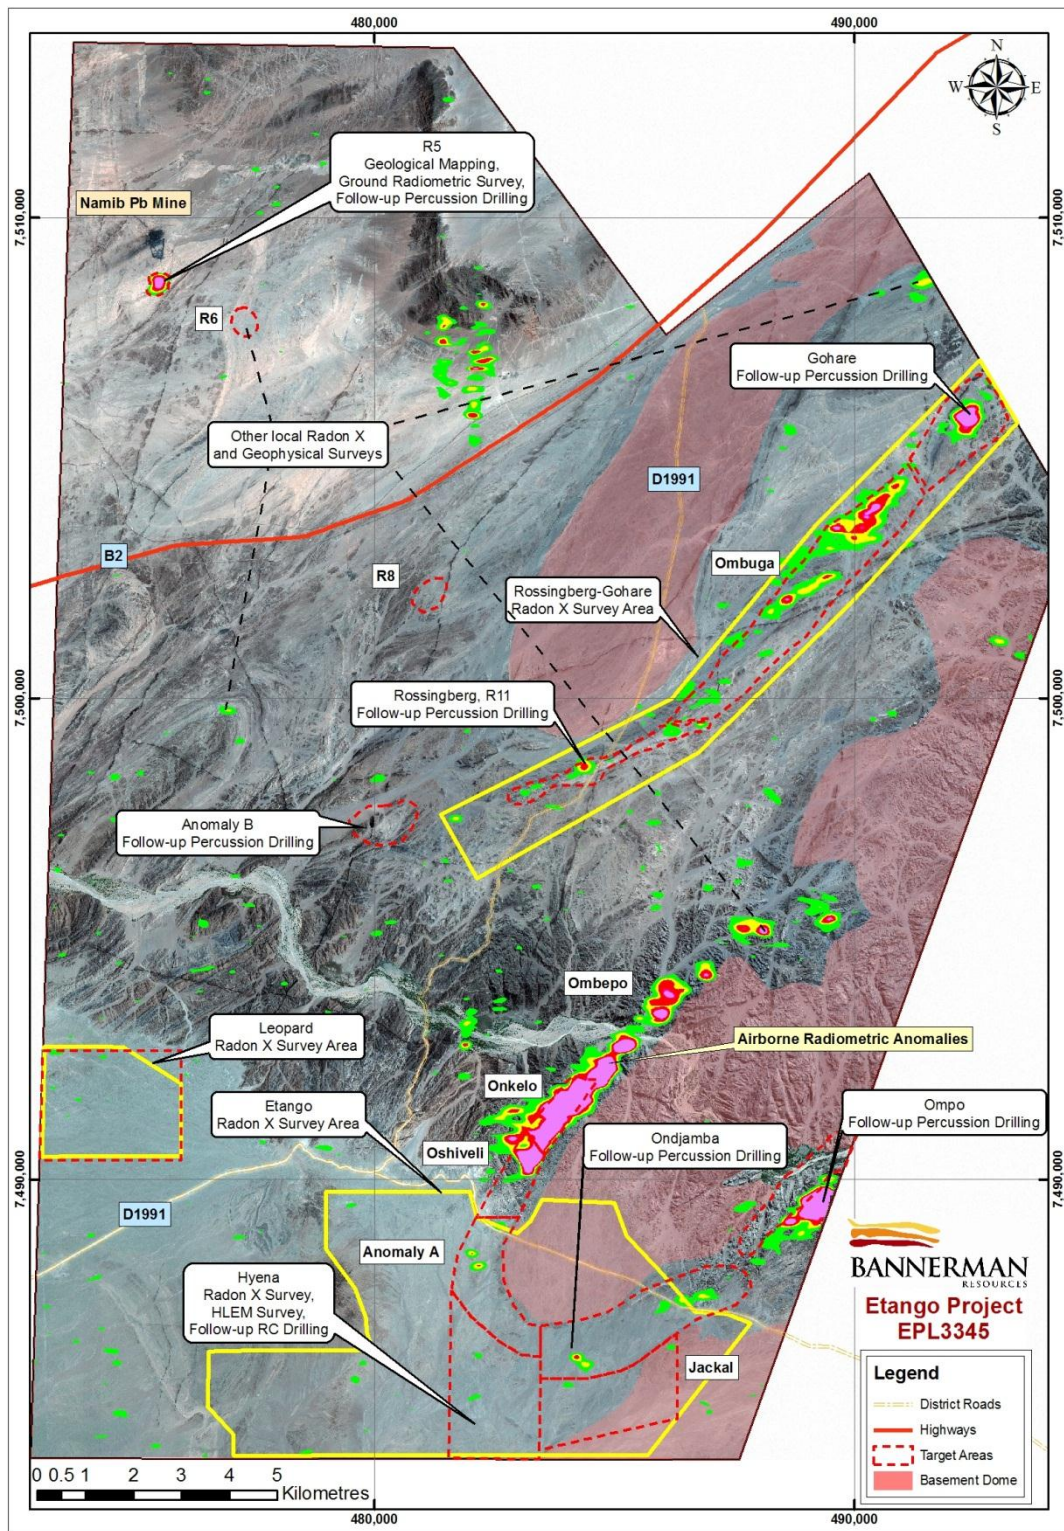 480,000
490,000
N
W
E
S
R5
Geological Mapping,
Ground Radiometric Survey,
Follow-up Percussion Drilling
Namib Pb Mine
7,510,000
7,510,000
R6
Gohare
Follow-up Percussion Drilling
Other local Radon X
and Geophysical Surveys
D1991
B2
Ombuga
R8
Rossingberg-Gohare
Radon X Survey Area
Rossingberg, R11
Follow-up Percussion Drilling
7,500,000
7,500,000
Anomaly B
Follow-up Percussion Drilling
Ombepo
Leopard
Radon X Survey Area
Airborne Radiometric Anomalies
Onkelo
Etango
Radon X Survey Area
Ompo
Follow-up Percussion Drilling
Oshiveli
Ondjamba
Follow-up Percussion Drilling
7,490,000
7,490,000
D1991
Anomaly A
Hyena
Radon X Survey,
HLEM Survey,
Follow-up RC Drilling
Jackal
BANNERMAN
RESOURCES
Etango Project
EPL3345
Legend
District Roads
Highways
Target Areas
Basement Dome
0 0.5 1 2 3 4 5
Kilometres
480,000
490,000